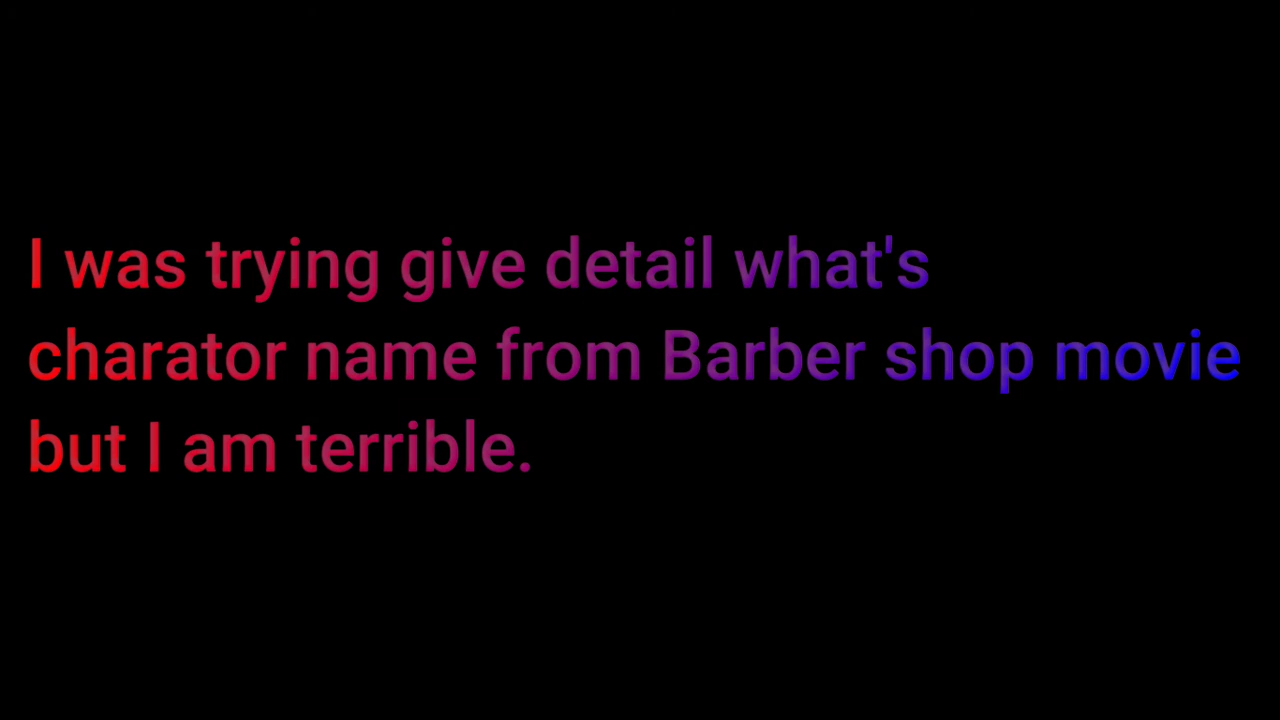 I was trying give detail what's
charator name from Barber shop movie
but I am terrible.